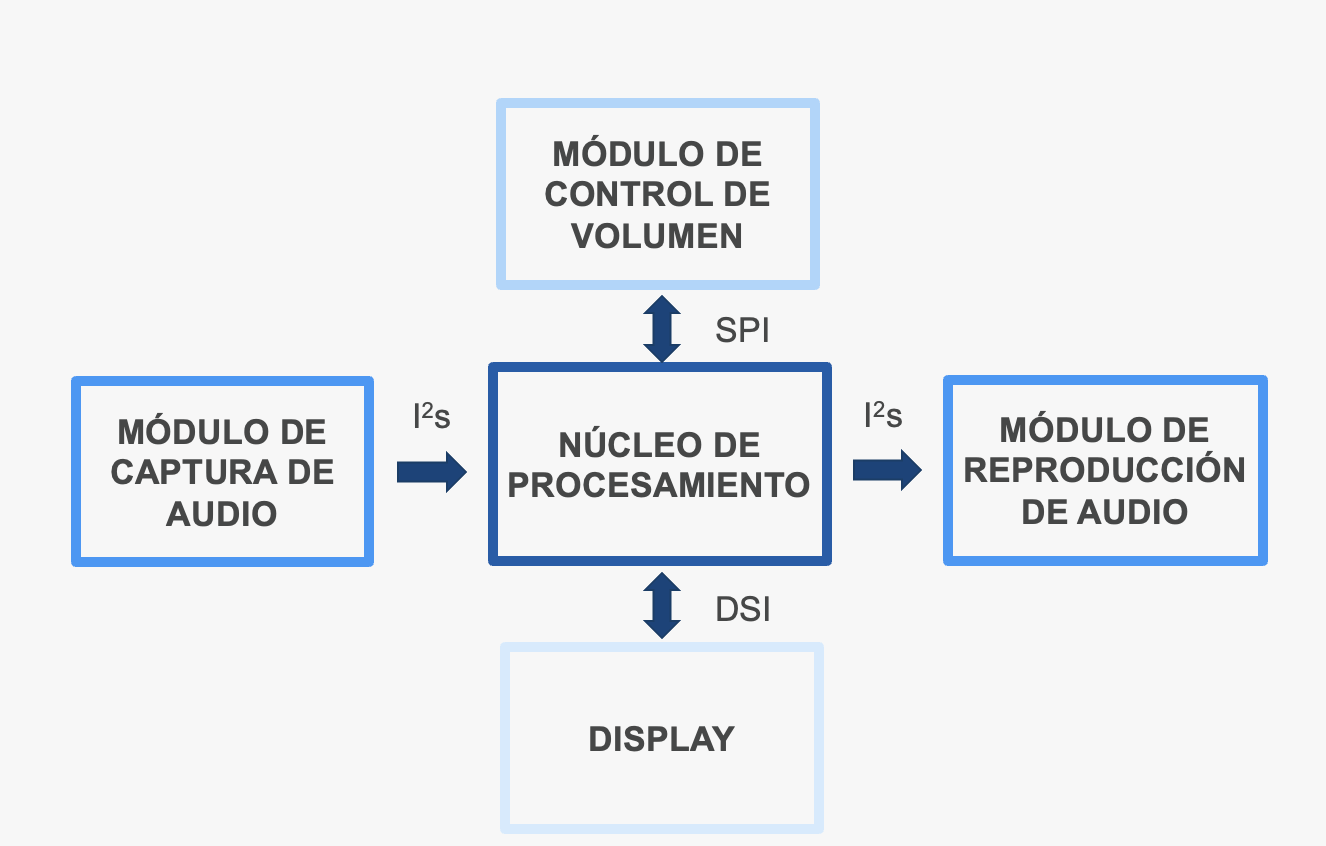 MÓDULO DE
CONTROL DE
VOLUMEN
SPI
MÓDULO DE
CAPTURA DE
AUDIO
I²s
NÚCLEO DE
PROCESAMIENTO
I²s
MÓDULO DE
REPRODUCCIÓN
DE AUDIO
DSI
DISPLAY